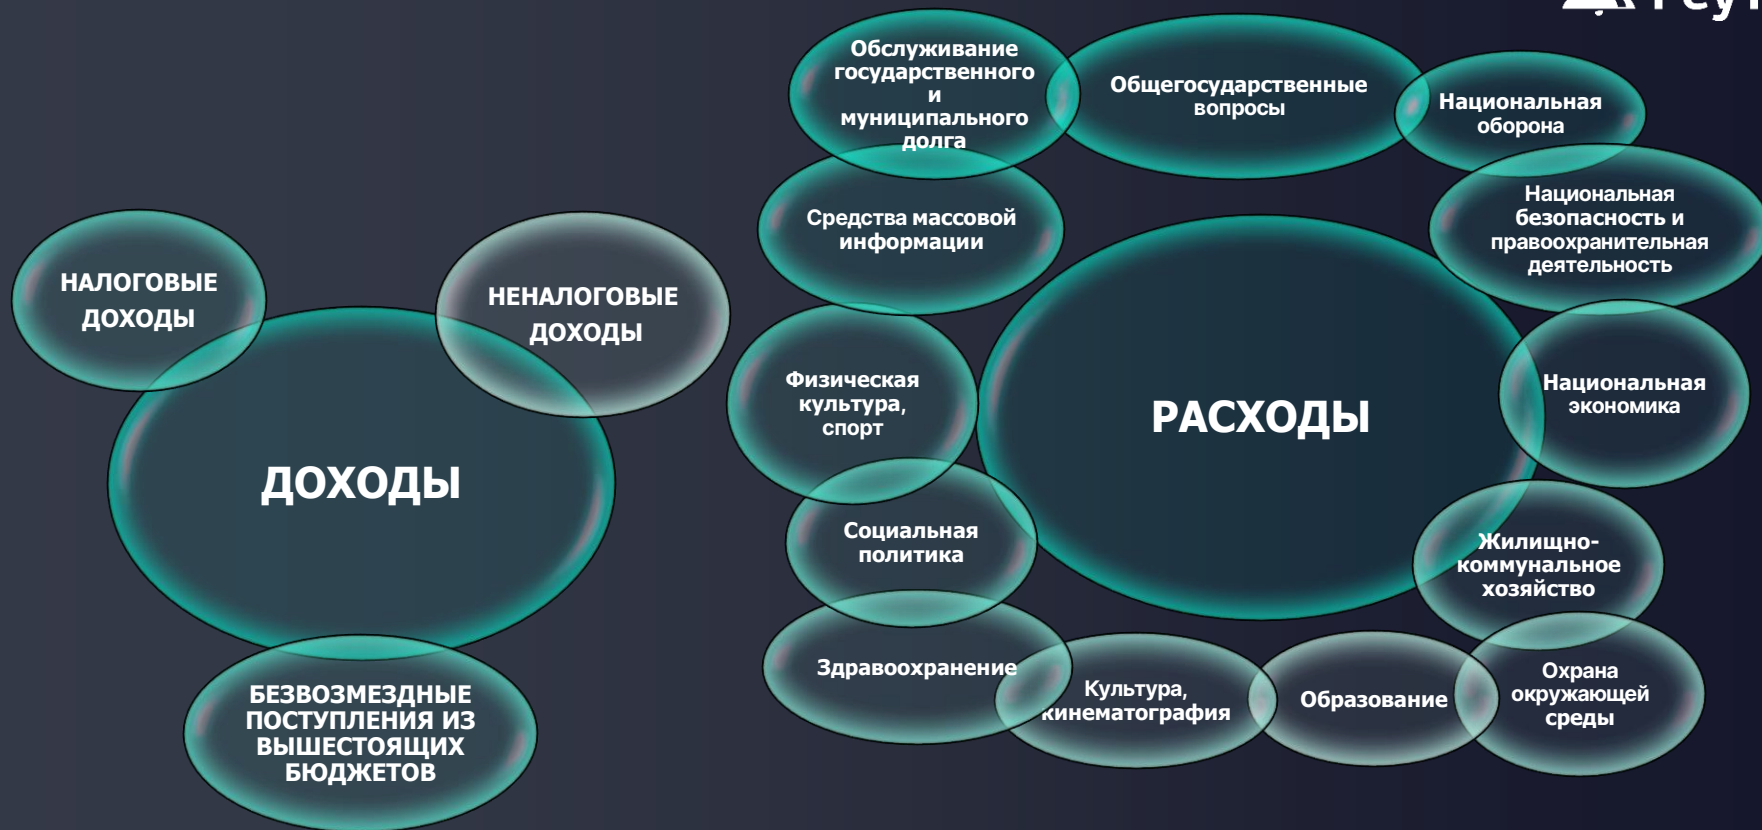 НАЛОГОВЫЕ
ДОХОДЫ
НЕНАЛОГОВЫЕ
ДОХОДЫ
ДОХОДЫ
БЕЗВОЗМЕЗДНЫЕ
ПОСТУПЛЕНИЯ ИЗ
ВЫШЕСТОЯЩИХ
БЮДЖЕТОВ
Обслуживание
государственного
и
муниципального
долга
Общегосударственные
вопросы
Национальная
оборона
Национальная
безопасность и
правоохранительная
деятельность
Национальная
экономика
Жилищно-
коммунальное
хозяйство
Охрана
окружающей
среды
Образование
Культура,
кинематография
Здравоохранение
Социальная
политика
Физическая
культура,
спорт
Средства массовой
информации
РАСХОДЫ